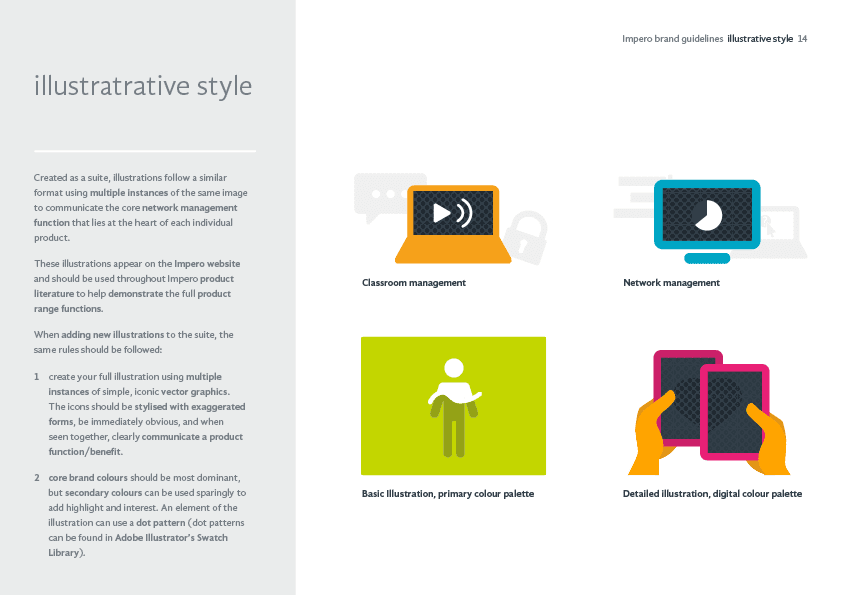 Impero brand guidelines illustrative style 14
illustratrative style
Created as a suite, illustrations follow a similar
format using multiple instances of the same image
to communicate the core network management
function that lies at the heart of each individual
product.
These illustrations appear on the Impero website
and should be used throughout Impero product
literature to help demonstrate the full product
range functions.
When adding new illustrations to the suite, the
same rules should be followed:
1 create your full illustration using multiple
instances of simple, iconic vector graphics.
The icons should be stylised with exaggerated
forms, be immediately obvious, and when
seen together, clearly communicate a product
function/benefit.
2 core brand colours should be most dominant,
but secondary colours can be used sparingly to
add highlight and interest. An element of the
illustration can use a dot pattern (dot patterns
can be found in Adobe Illustrator's Swatch
Library).
Classroom management
Network management
Basic Illustration, primary colour palette
Detailed illustration, digital colour palette